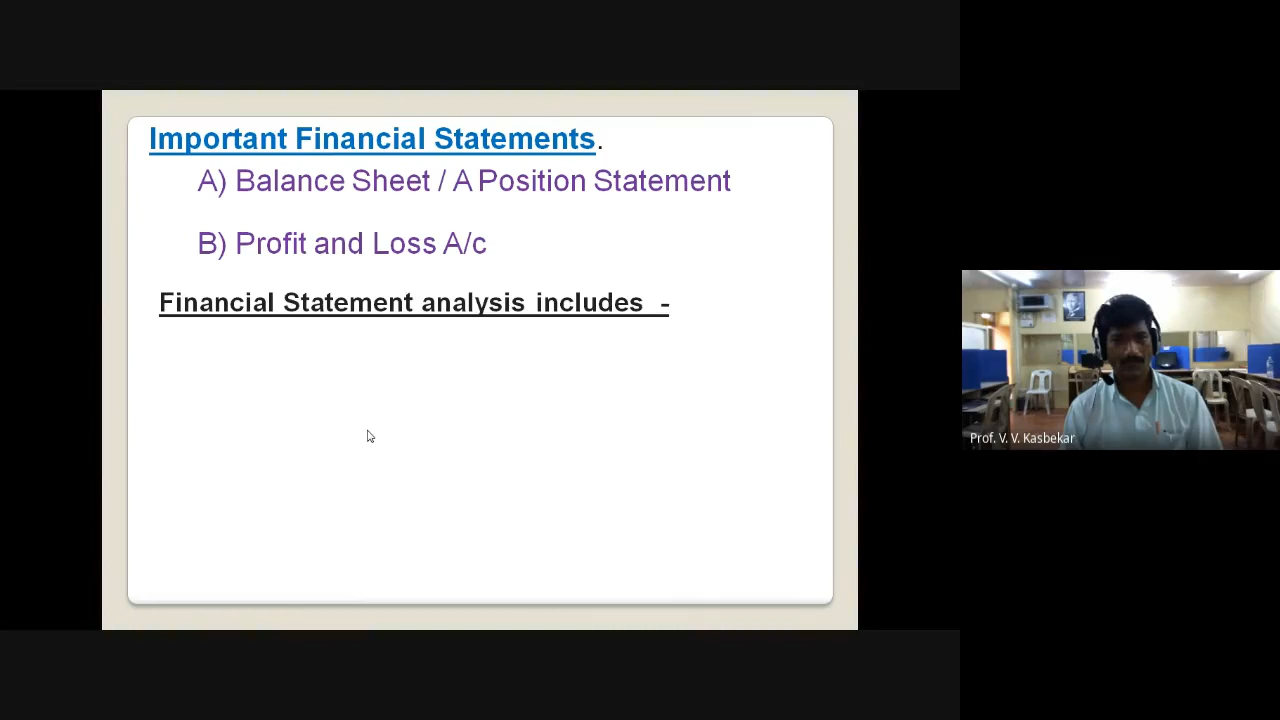 Important Financial Statements.
A) Balance Sheet / A Position Statement
B) Profit and Loss A/c
Financial Statement analysis includes -
Prof. V. V. Kasbekar